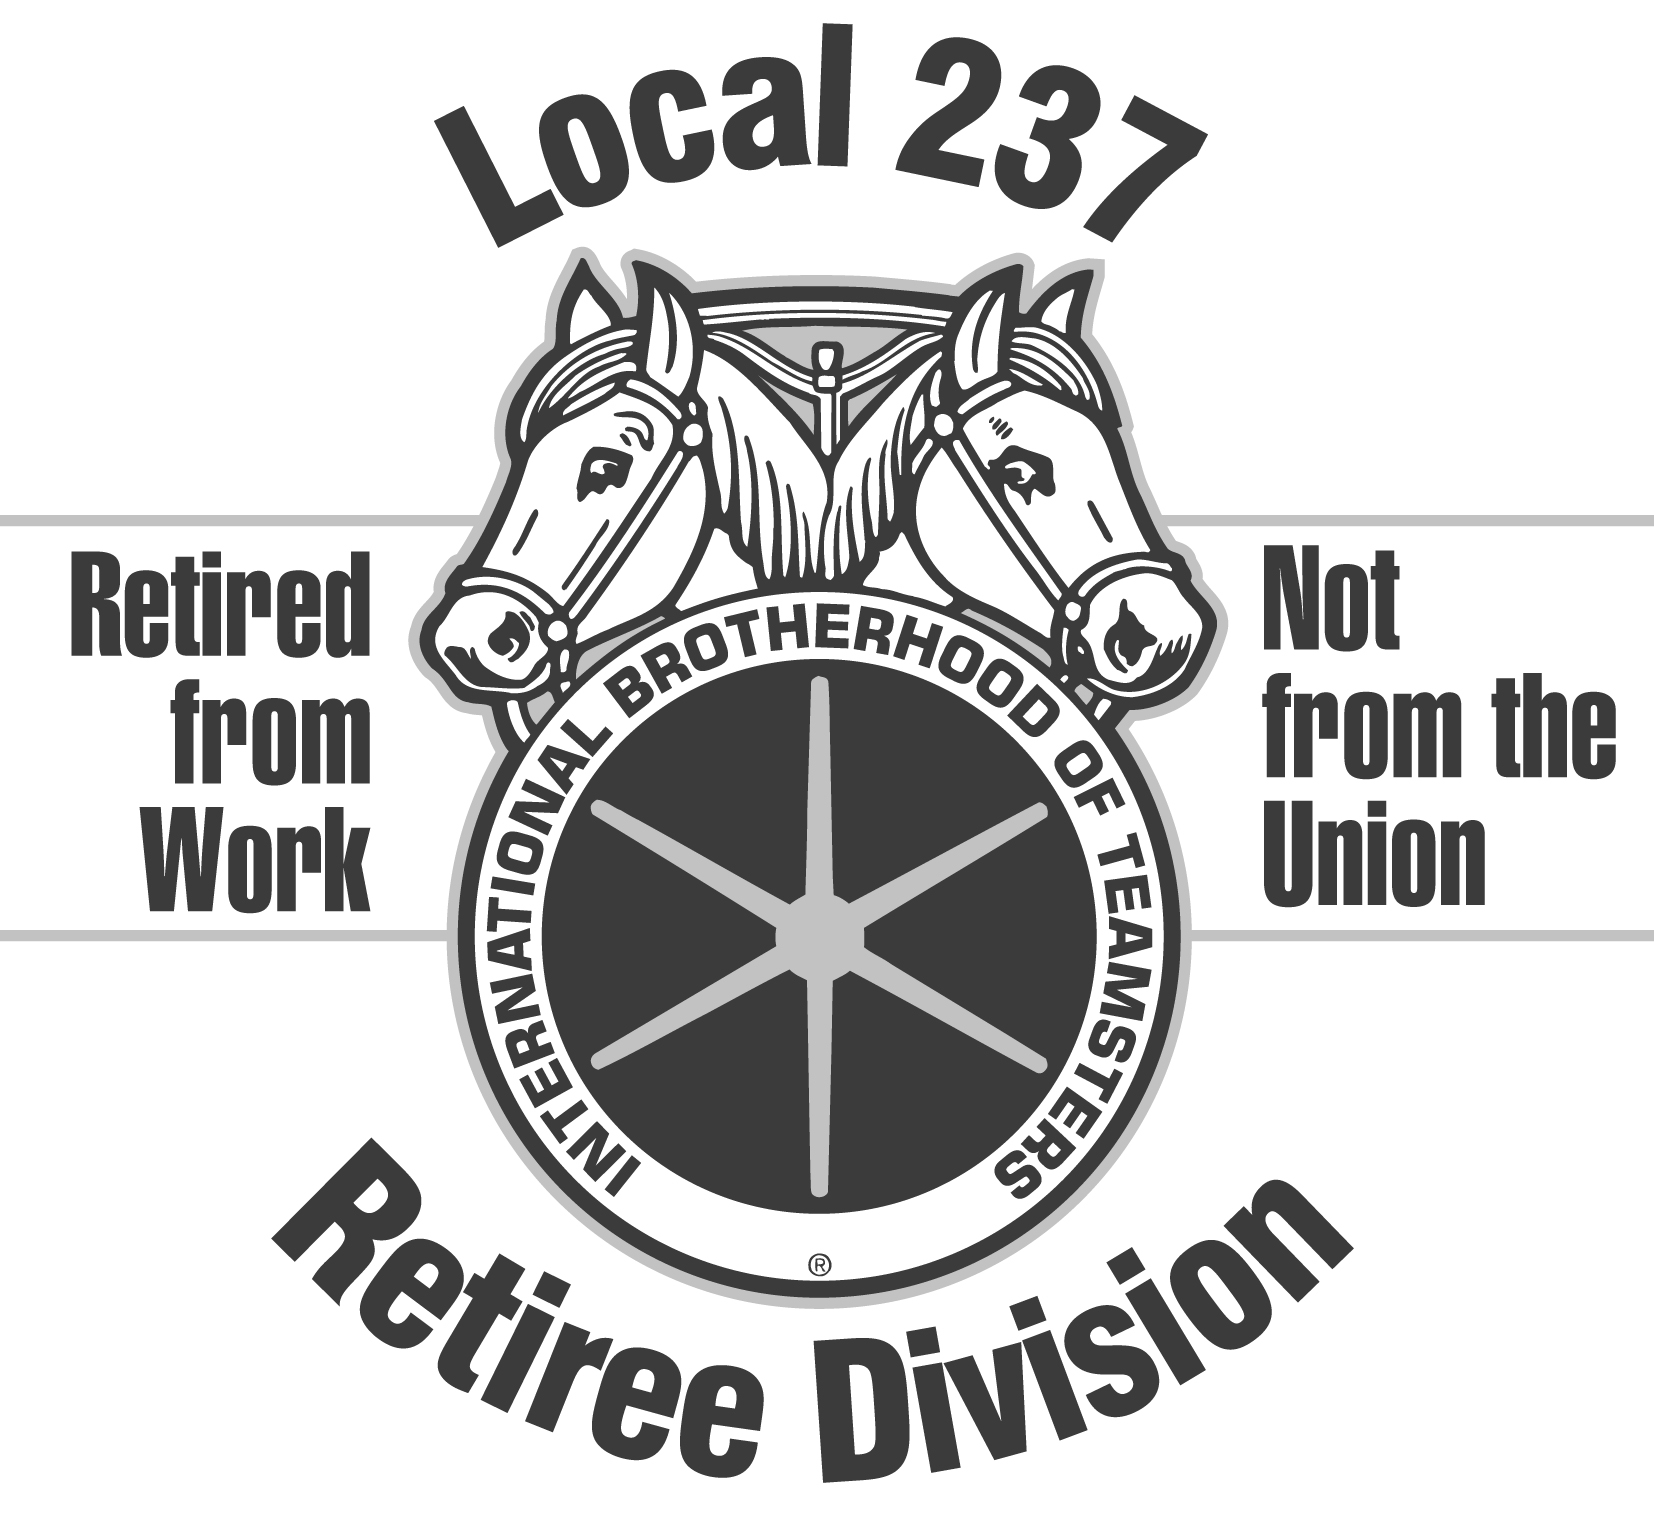 Local 237
Retired
from
Work
Not
from the
Union
INTERNATIONAL BROTHERHOOD OF TEAMSTERS
®
Retiree Division